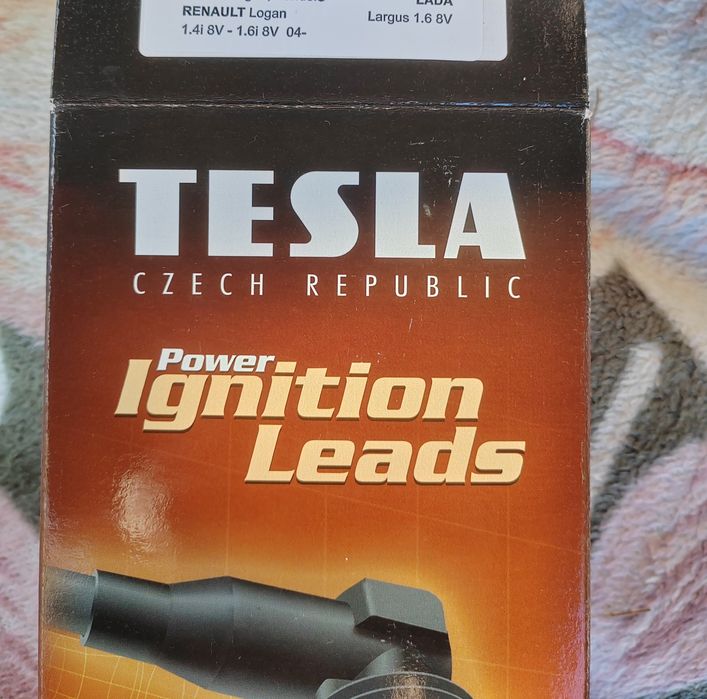 LADA
RENAULT Logan
Largus 1.6 8V
1.4i 8V - 1.6i 8V 04-
TESLA
CZECH REPUBLIC
Power
Ignition
Leads